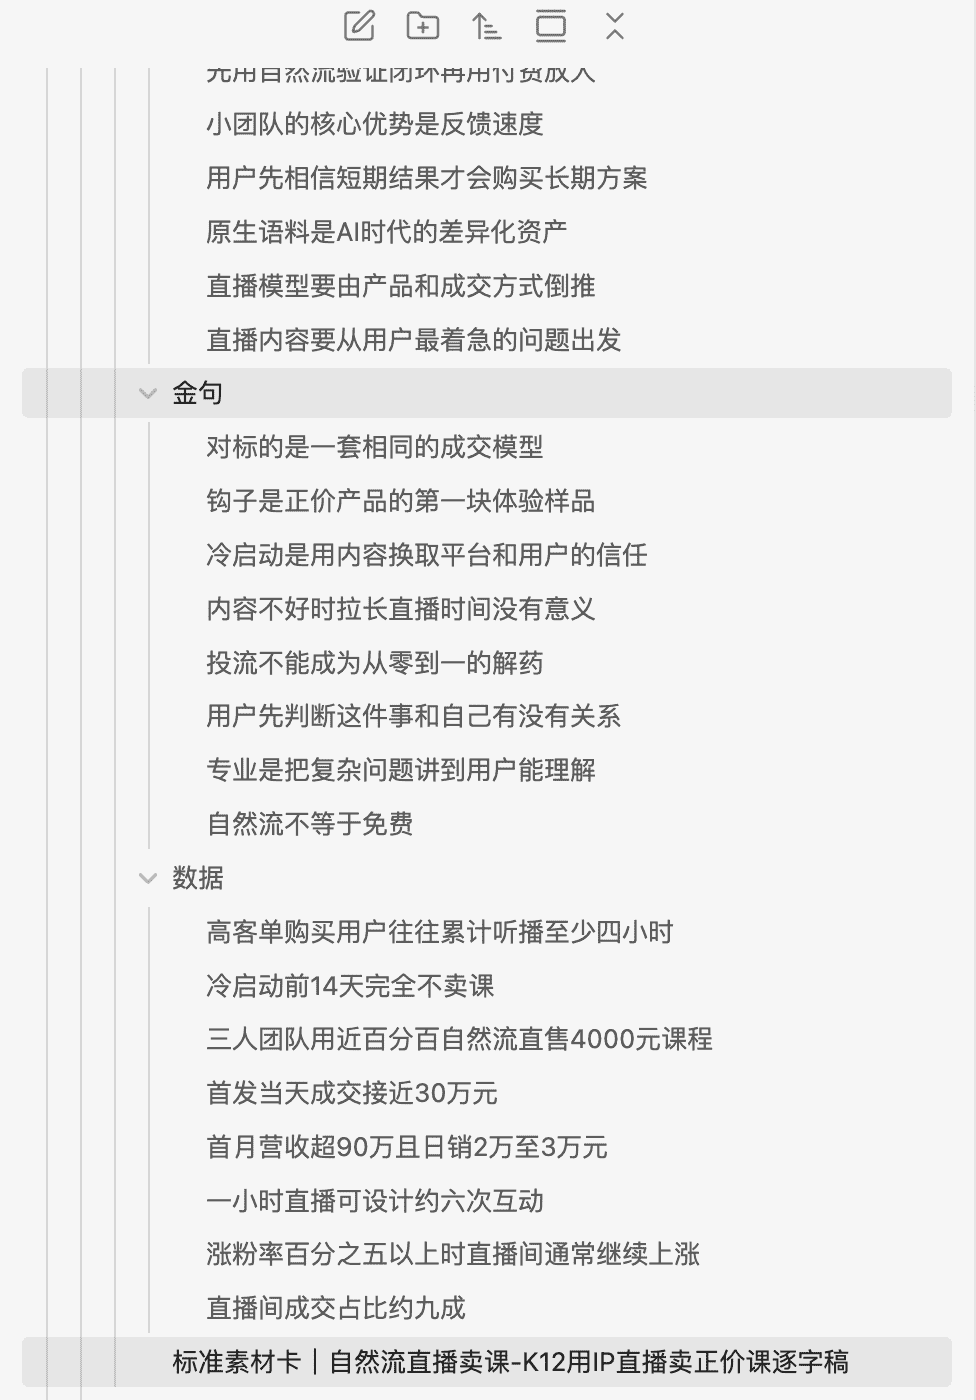 先用自然流验证闭环再用付费放大
小团队的核心优势是反馈速度
用户先相信短期结果才会购买长期方案
原生语料是AI时代的差异化资产
直播模型要由产品和成交方式倒推
直播内容要从用户最着急的问题出发
金句
对标的是一套相同的成交模型
钩子是正价产品的第一块体验样品
冷启动是用内容换取平台和用户的信任
内容不好时拉长直播时间没有意义
投流不能成为从零到一的解药
用户先判断这件事和自己有没有关系
专业是把复杂问题讲到用户能理解
自然流不等于免费
数据
高客单购买用户往往累计听播至少四小时
冷启动前14天完全不卖课
三人团队用近百分百自然流直售4000元课程
首发当天成交接近30万元
首月营收超90万且日销2万至3万元
一小时直播可设计约六次互动
涨粉率百分之五以上时直播间通常继续上涨
直播间成交占比约九成
标准素材卡｜自然流直播卖课-K12用IP直播卖正价课逐字稿